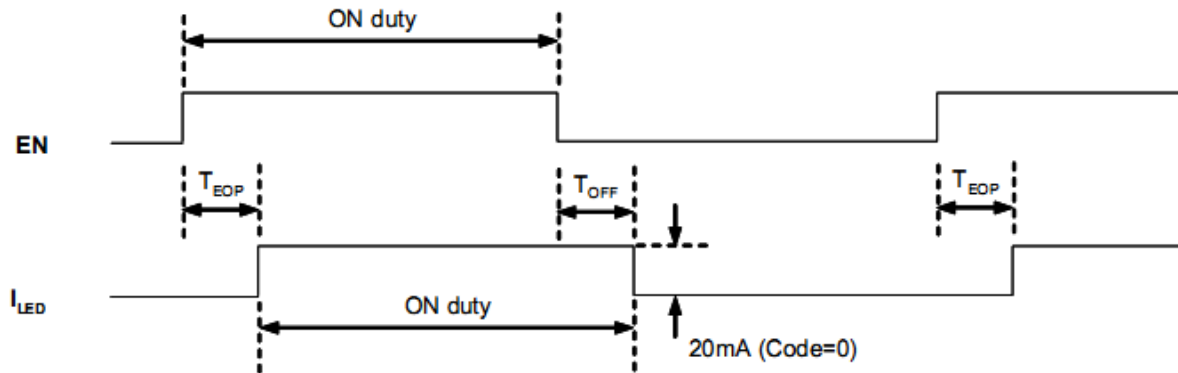 ON duty
EN
TEOP
TOFF
TEOP
ILED
ON duty
20mA (Code=0)